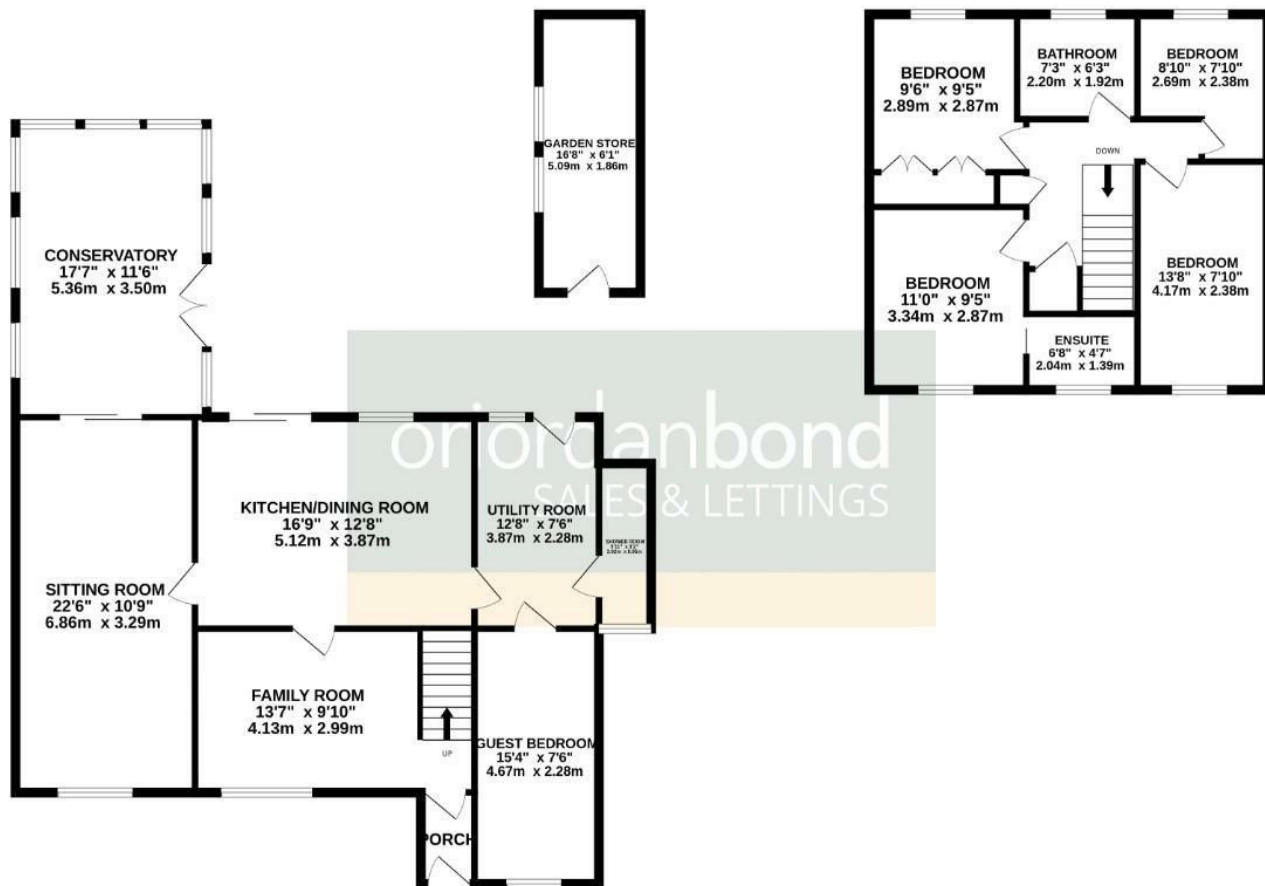 GARDEN STORE
16'8" x 6'1"
5.09m x 1.86m
BEDROOM
9'6" x 9'5"
2.89m x 2.87m
BATHROOM
7'3" x 6'3"
2.20m x 1.92m
BEDROOM
8'10" x 7'10"
2.69m x 2.38m
DOWN
BEDROOM
11'0" x 9'5"
3.34m x 2.87m
BEDROOM
13'8" x 7'10"
4.17m x 2.38m
ENSUITE
6'8" x 4'7"
2.04m x 1.39m
CONSERVATORY
17'7" x 11'6"
5.36m x 3.50m
oriordanbond
SALES & LETTINGS
KITCHEN/DINING ROOM
16'9" x 12'8"
5.12m x 3.87m
UTILITY ROOM
12'8" x 7'6"
3.87m x 2.28m
SHOWER ROOM
SITTING ROOM
22'6" x 10'9"
6.86m x 3.29m
FAMILY ROOM
13'7" x 9'10"
4.13m x 2.99m
UP
GUEST BEDROOM
15'4" x 7'6"
4.67m x 2.28m
PORCH